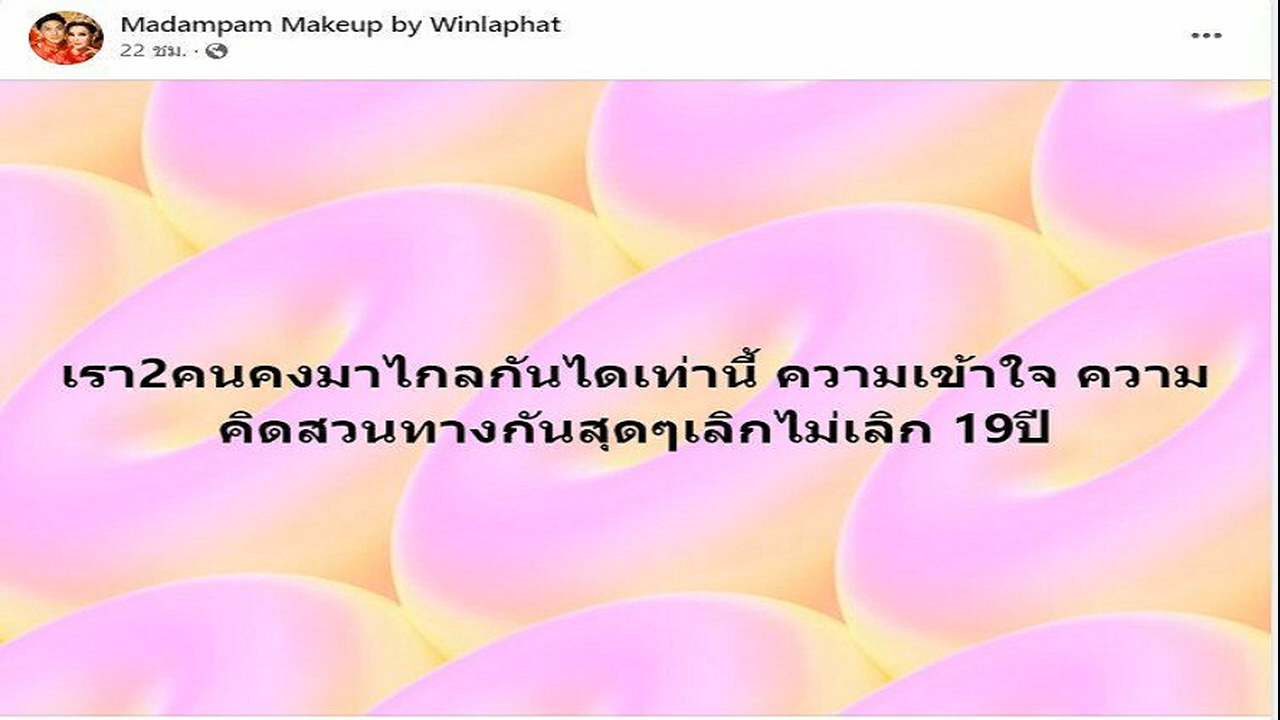 Madampam Makeup by Winlaphat
22 ชม. ·
เรา2คนคงมาไกลกันไดเท่านี้ ความเข้าใจ ความ
คิดสวนทางกันสุดๆเลิกไม่เลิก 19ปี